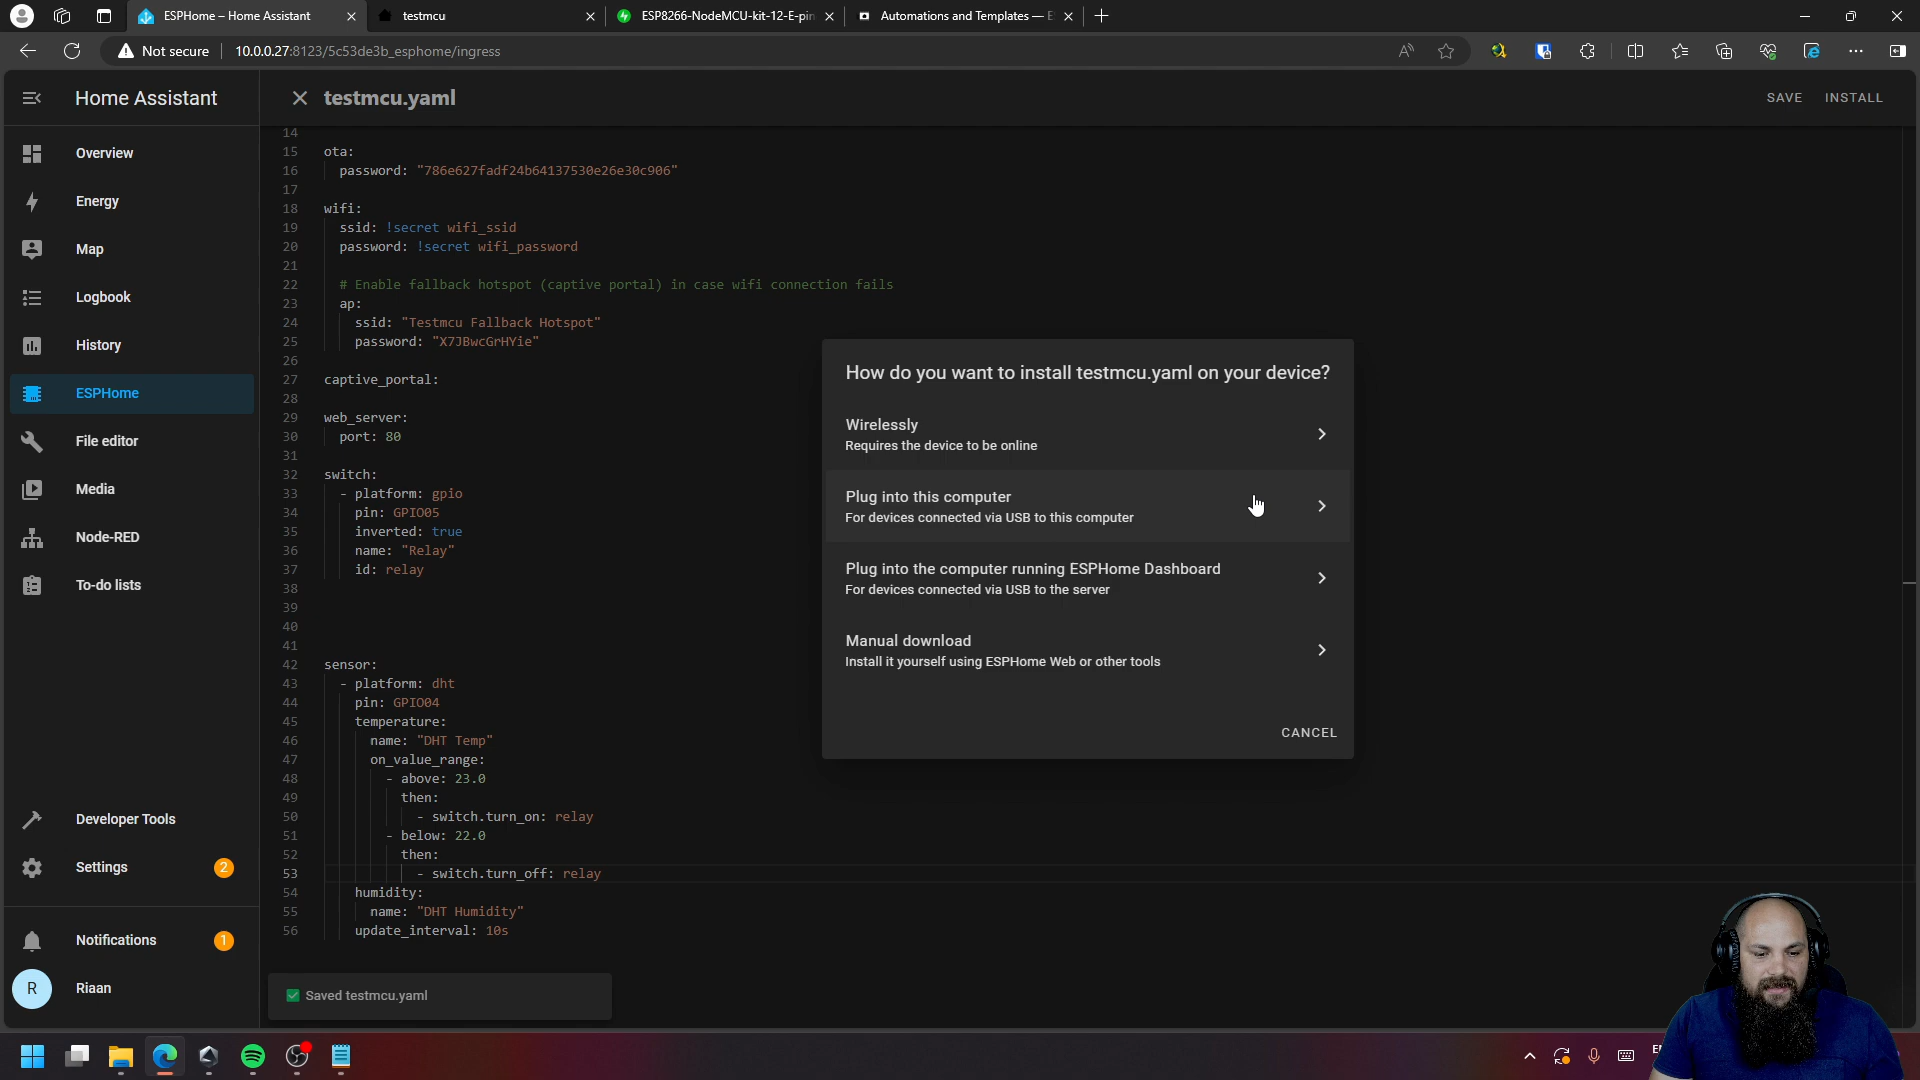 ESPHome – Home Assistant
testmcu
ESP8266-NodeMCU-kit-12-E-pin
Automations and Templates — E
Not secure
10.0.0.27:8123/5c53de3b_esphome/ingress
Home Assistant
testmcu.yaml
SAVE
INSTALL
Overview
Energy
Map
Logbook
History
ESPHome
File editor
Media
Node-RED
To-do lists
Developer Tools
Settings 2
Notifications 1
R Riaan
14
15 ota:
16 password: "786e627fadf24b64137530e26e30c906"
17
18 wifi:
19 ssid: !secret wifi_ssid
20 password: !secret wifi_password
21
22 # Enable fallback hotspot (captive portal) in case wifi connection fails
23 ap:
24 ssid: "Testmcu Fallback Hotspot"
25 password: "X7JBwcGrHYie"
26
27 captive_portal:
28
29 web_server:
30 port: 80
31
32 switch:
33 - platform: gpio
34 pin: GPIO05
35 inverted: true
36 name: "Relay"
37 id: relay
38
39
40
41
42 sensor:
43 - platform: dht
44 pin: GPIO04
45 temperature:
46 name: "DHT Temp"
47 on_value_range:
48 - above: 23.0
49 then:
50 - switch.turn_on: relay
51 - below: 22.0
52 then:
53 - switch.turn_off: relay
54 humidity:
55 name: "DHT Humidity"
56 update_interval: 10s
How do you want to install testmcu.yaml on your device?
Wirelessly
Requires the device to be online
Plug into this computer
For devices connected via USB to this computer
Plug into the computer running ESPHome Dashboard
For devices connected via USB to the server
Manual download
Install it yourself using ESPHome Web or other tools
CANCEL
Saved testmcu.yaml